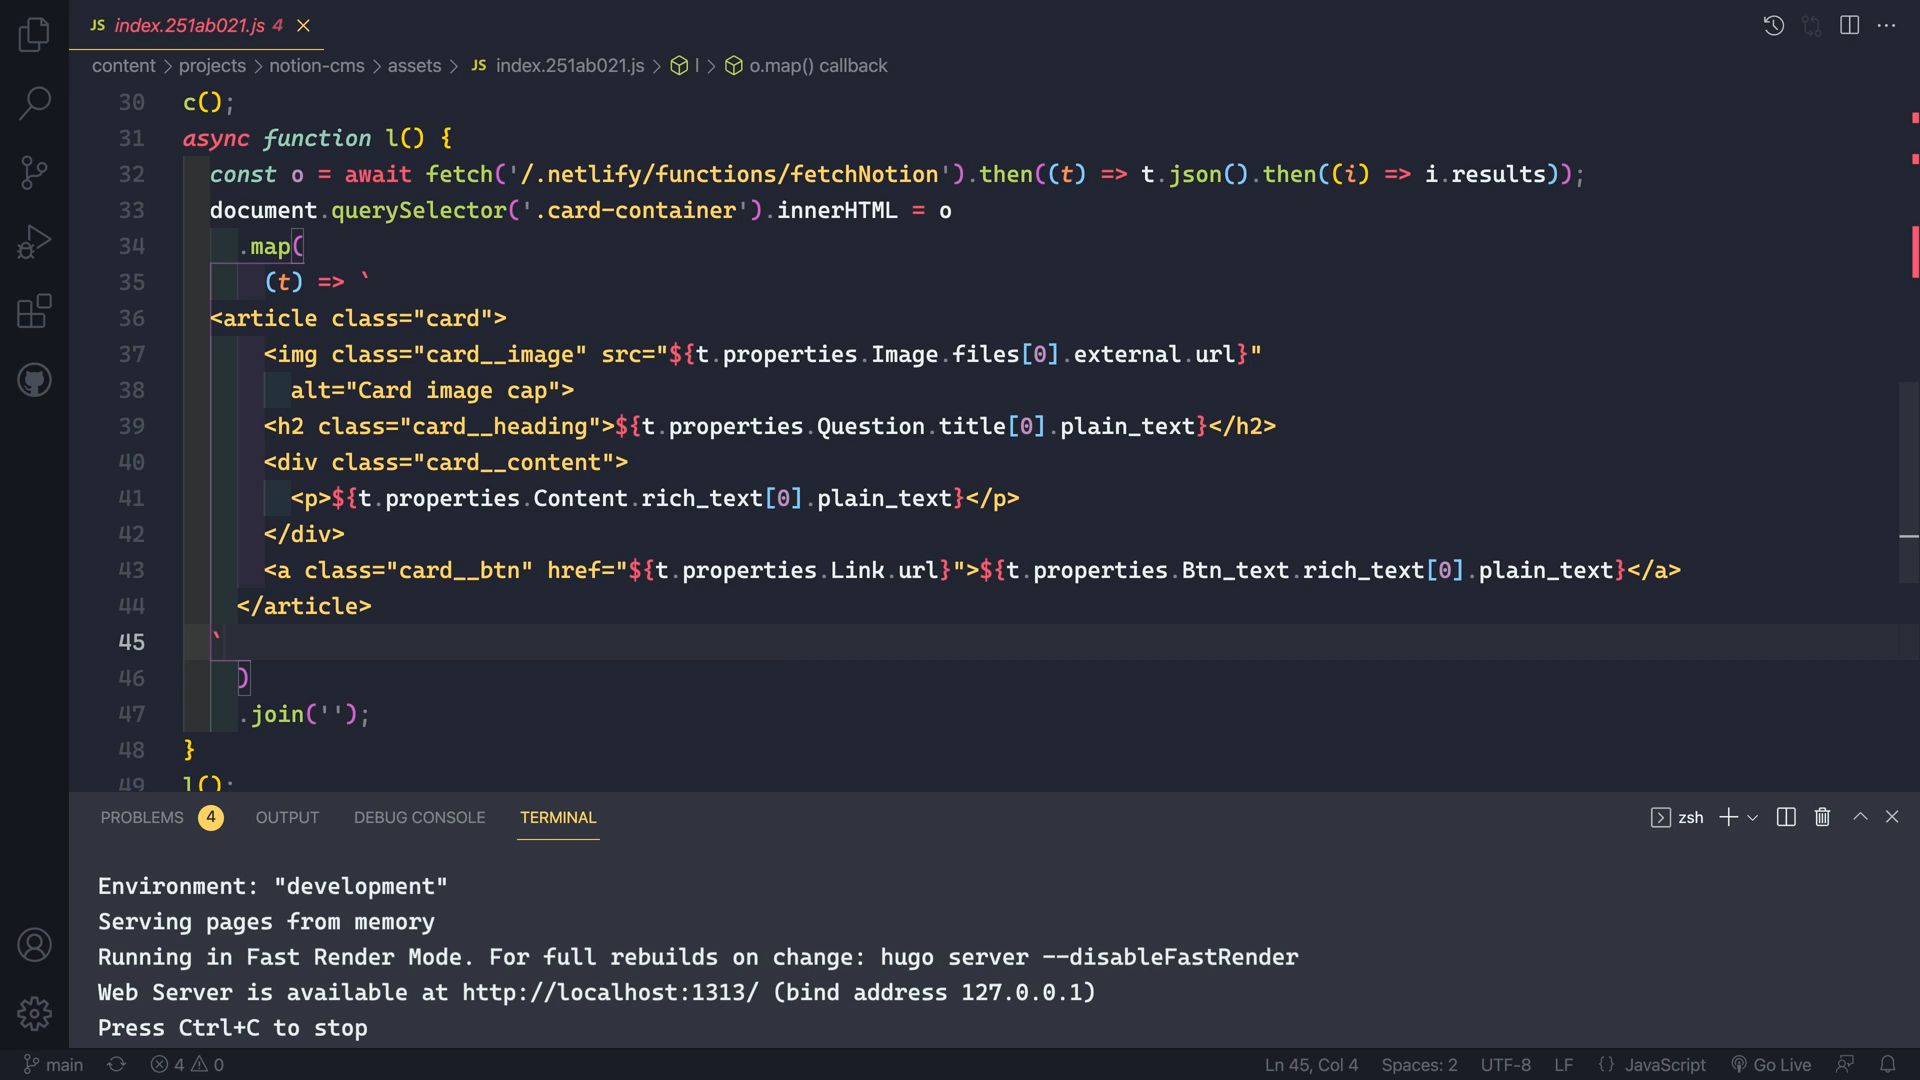 JS index.251ab021.js 4
content > projects > notion-cms > assets > JS index.251ab021.js > l > o.map() callback
30 c();
31 async function l() {
32 const o = await fetch('/.netlify/functions/fetchNotion').then((t) => t.json().then((i) => i.results));
33 document.querySelector('.card-container').innerHTML = o
34 .map(
35 (t) => `
36 <article class="card">
37 <img class="card__image" src="${t.properties.Image.files[0].external.url}"
38 alt="Card image cap">
39 <h2 class="card__heading">${t.properties.Question.title[0].plain_text}</h2>
40 <div class="card__content">
41 <p>${t.properties.Content.rich_text[0].plain_text}</p>
42 </div>
43 <a class="card__btn" href="${t.properties.Link.url}">${t.properties.Btn_text.rich_text[0].plain_text}</a>
44 </article>
45 `
46 )
47 .join('');
48 }
49 l();
PROBLEMS 4 OUTPUT DEBUG CONSOLE TERMINAL zsh
Environment: "development"
Serving pages from memory
Running in Fast Render Mode. For full rebuilds on change: hugo server --disableFastRender
Web Server is available at http://localhost:1313/ (bind address 127.0.0.1)
Press Ctrl+C to stop
main 4 0 Ln 45, Col 4 Spaces: 2 UTF-8 LF {} JavaScript Go Live